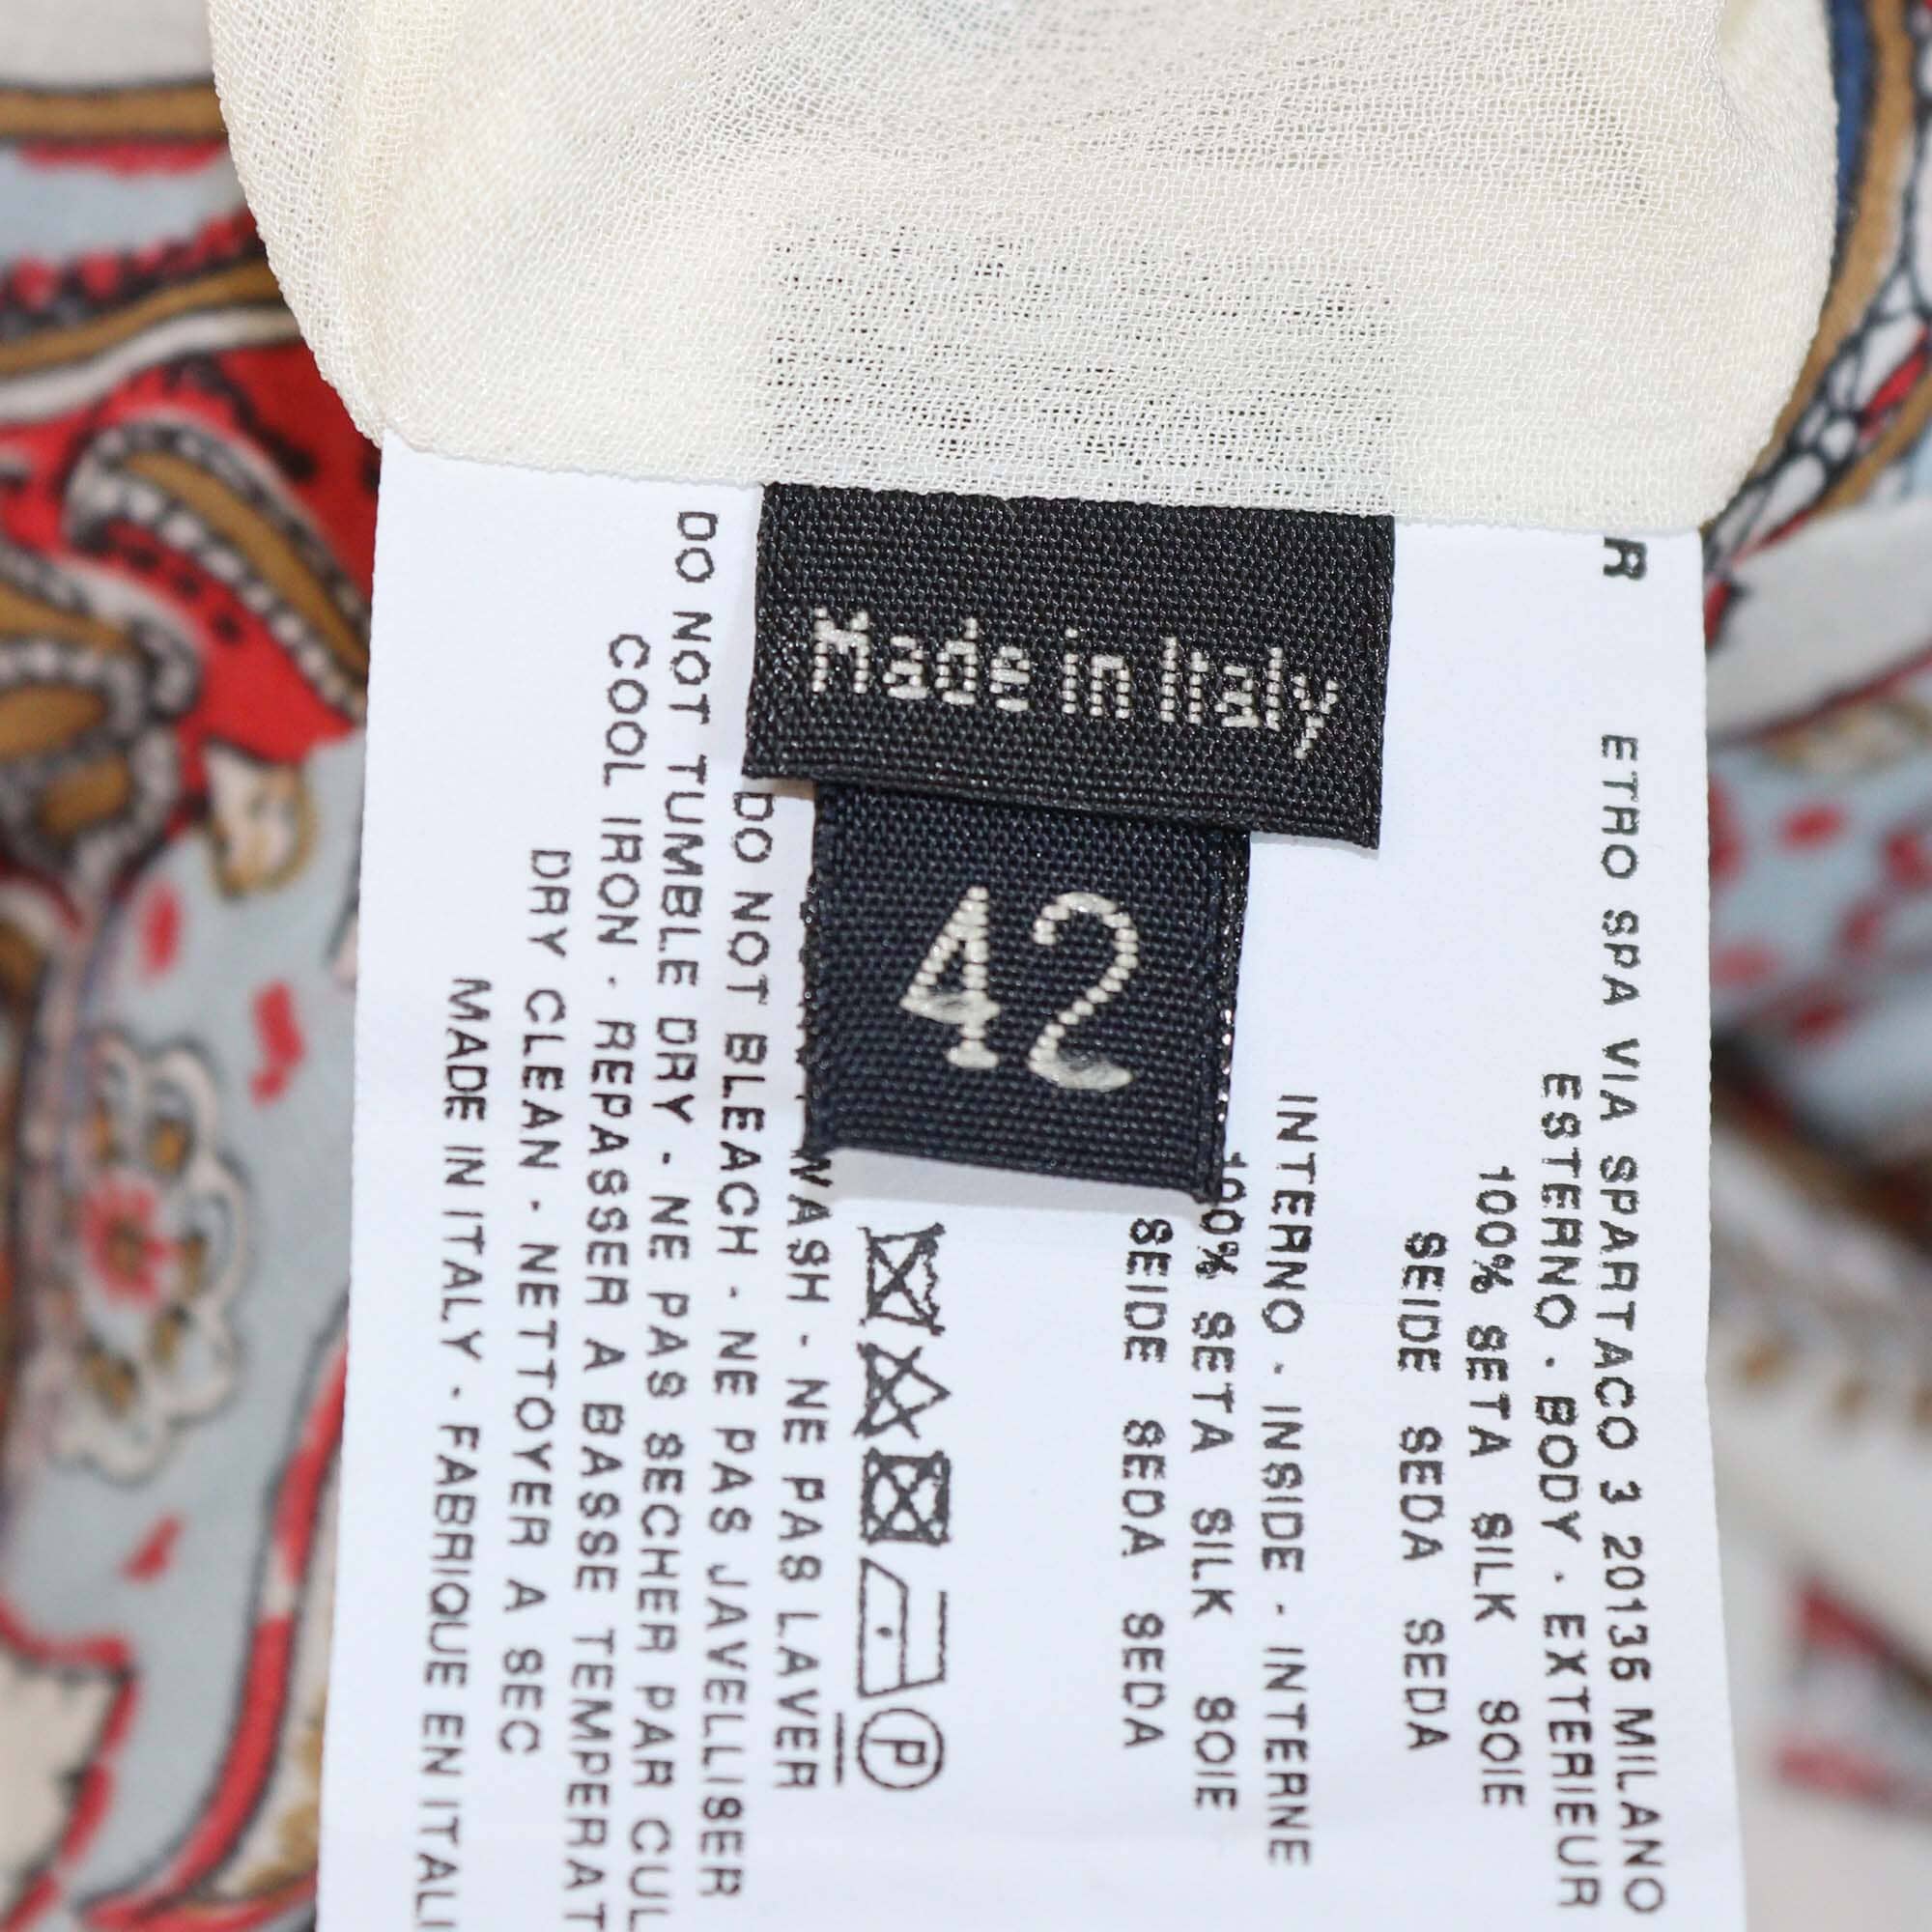 Made in Italy
42
R
ETRO SPA VIA SPARTACO 3 20135 MILANO
ESTERNO - BODY - EXTERIEUR
100% SETA SILK SOIE
SEIDE SEDA SEDA
INTERNO - INSIDE - INTERNE
100% SETA SILK SOIE
SEIDE SEDA SEDA
P
WASH - NE PAS LAVER
DO NOT BLEACH - NE PAS JAVELLISER
DO NOT TUMBLE DRY - NE PAS SECHER PAR CUL
COOL IRON - REPASSER A BASSE TEMPERAT
DRY CLEAN - NETTOYER A SEC
MADE IN ITALY - FABRIQUE EN ITALI